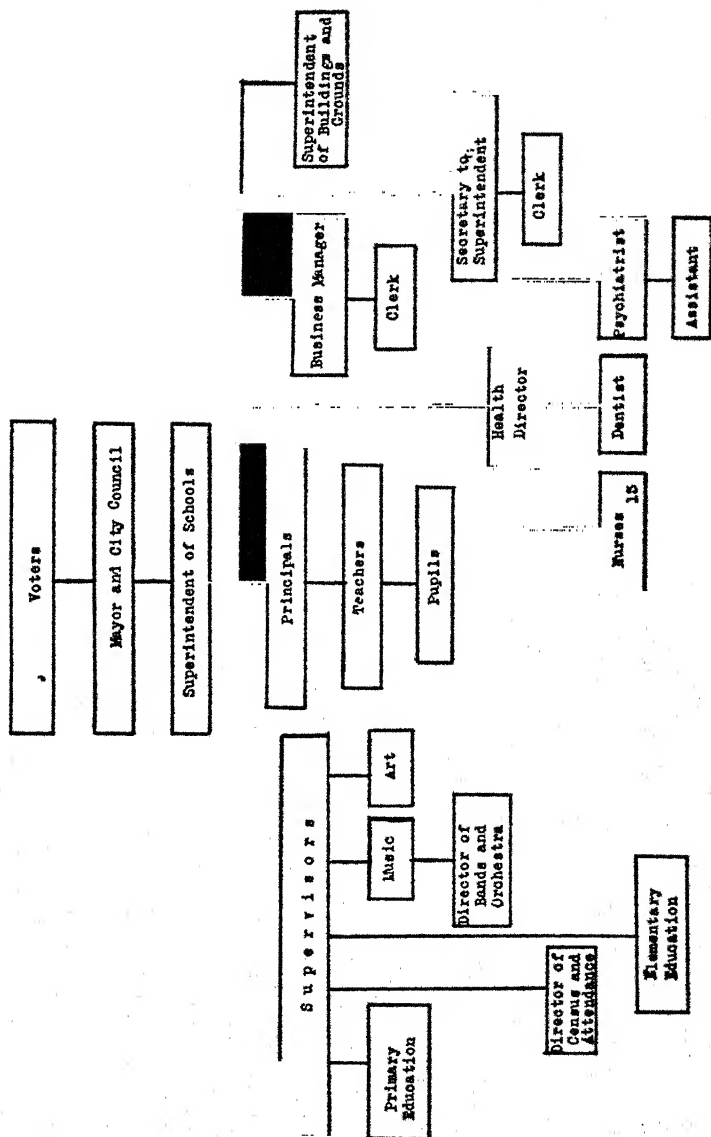 Voters
Mayor and City Council
Superintendent of Schools
Supervisors
Principals
Business Manager
Superintendent
of Buildings and
Grounds
Primary
Education
Music
Art
Teachers
Clerk
Director of
Bands and
Orchestra
Pupils
Health
Director
Secretary to
Superintendent
Clerk
Director of
Census and
Attendance
Elementary
Education
Nurses 15
Dentist
Psychiatrist
Assistant